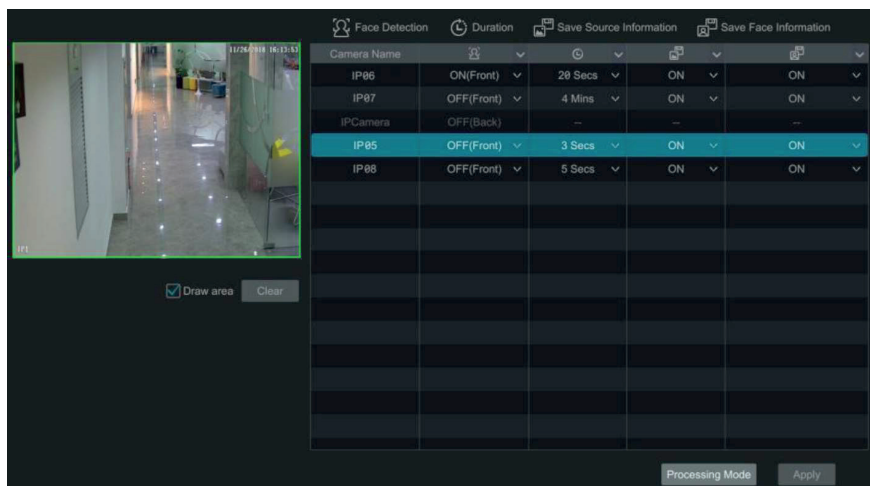 Face Detection Duration Save Source Information Save Face Information
11/26/2018 16:13:53
Camera Name
IP06 ON(Front) 20 Secs ON ON
IP07 OFF(Front) 4 Mins ON ON
IPCamera OFF(Back) -- -- --
IP05 OFF(Front) 3 Secs ON ON
IP08 OFF(Front) 5 Secs ON ON
Draw area Clear
Processing Mode Apply